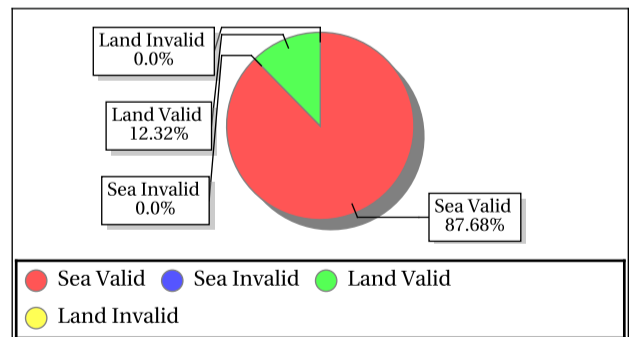 Land Invalid
0.0%
Land Valid
12.32%
Sea Invalid
0.0%
Sea Valid
87.68%
Sea Valid Sea Invalid Land Valid
Land Invalid